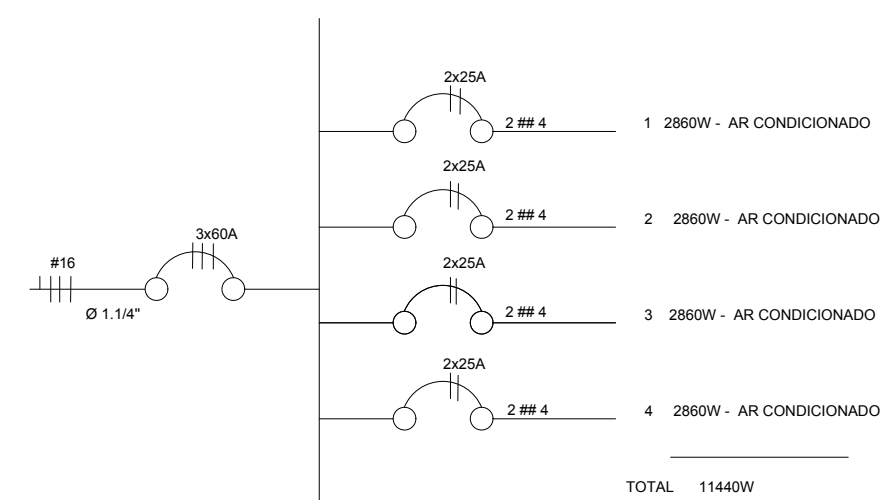 2x25A
2 ## 4
1 2860W - AR CONDICIONADO
2x25A
2 ## 4
2 2860W - AR CONDICIONADO
3x60A
#16
Ø 1.1/4"
2x25A
2 ## 4
3 2860W - AR CONDICIONADO
2x25A
2 ## 4
4 2860W - AR CONDICIONADO
TOTAL 11440W